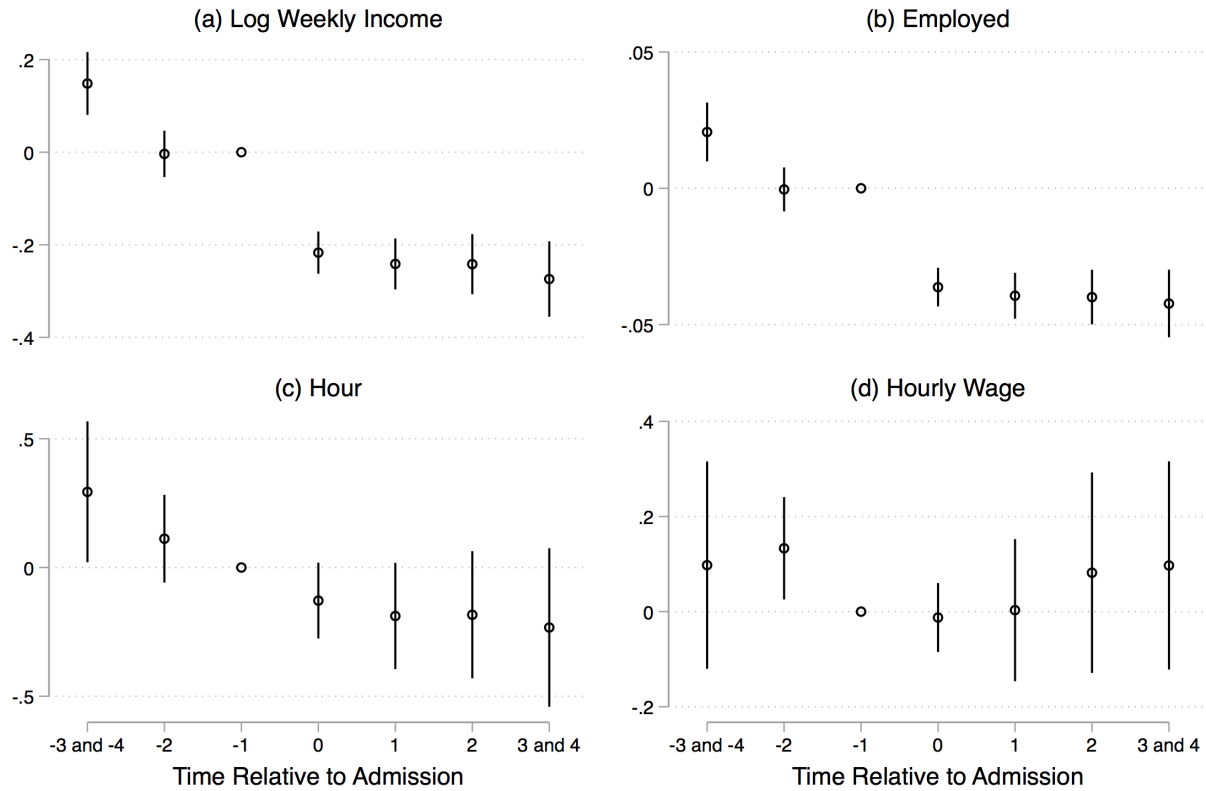 (a) Log Weekly Income
.2
0
-.2
-.4
(b) Employed
.05
0
-.05
(c) Hour
.5
0
-.5
-3 and -4 -2 -1 0 1 2 3 and 4
Time Relative to Admission
(d) Hourly Wage
.4
.2
0
-.2
-3 and -4 -2 -1 0 1 2 3 and 4
Time Relative to Admission